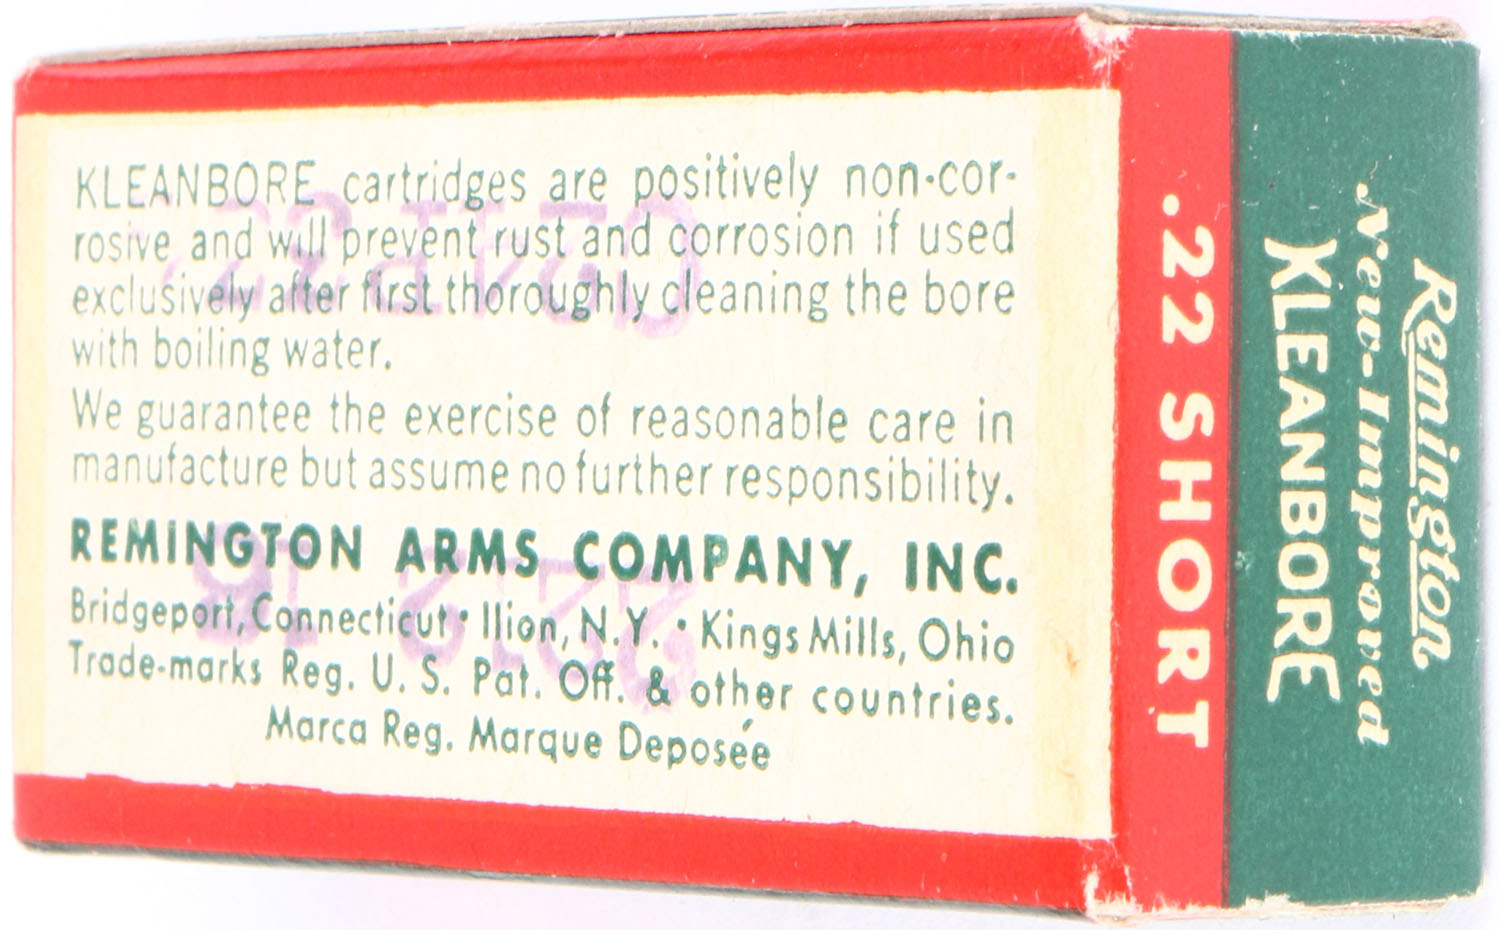 KLEANBORE cartridges are positively non-cor-
rosive and will prevent rust and corrosion if used
exclusively after first thoroughly cleaning the bore
with boiling water.
We guarantee the exercise of reasonable care in
manufacture but assume no further responsibility.
REMINGTON ARMS COMPANY, INC.
Bridgeport, Connecticut • Ilion, N.Y. • Kings Mills, Ohio
Trade-marks Reg. U. S. Pat. Off. & other countries.
Marca Reg. Marque Deposée
.22 SHORT
Remington
New-Improved
KLEANBORE